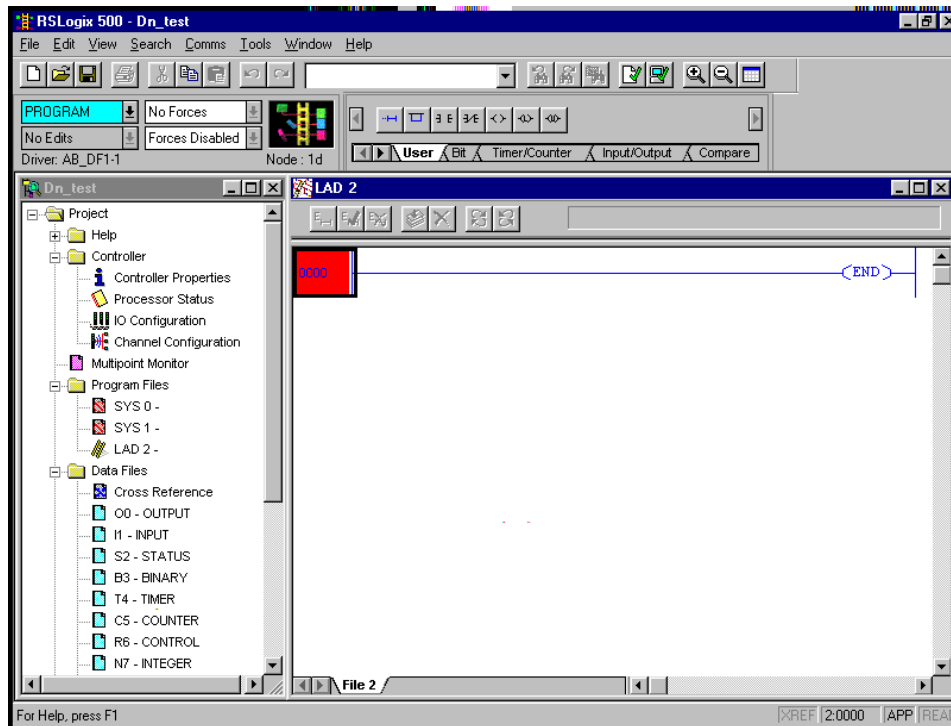 RSLogix 500 - Dn_test
File Edit View Search Comms Tools Window Help
PROGRAM No Forces
No Edits Forces Disabled
Driver: AB_DF1-1 Node : 1d
User Bit Timer/Counter Input/Output Compare
Dn_test
Project
Help
Controller
Controller Properties
Processor Status
IO Configuration
Channel Configuration
Multipoint Monitor
Program Files
SYS 0 -
SYS 1 -
LAD 2 -
Data Files
Cross Reference
O0 - OUTPUT
I1 - INPUT
S2 - STATUS
B3 - BINARY
T4 - TIMER
C5 - COUNTER
R6 - CONTROL
N7 - INTEGER
LAD 2
0000 END
File 2
For Help, press F1 XREF 2:0000 APP REA